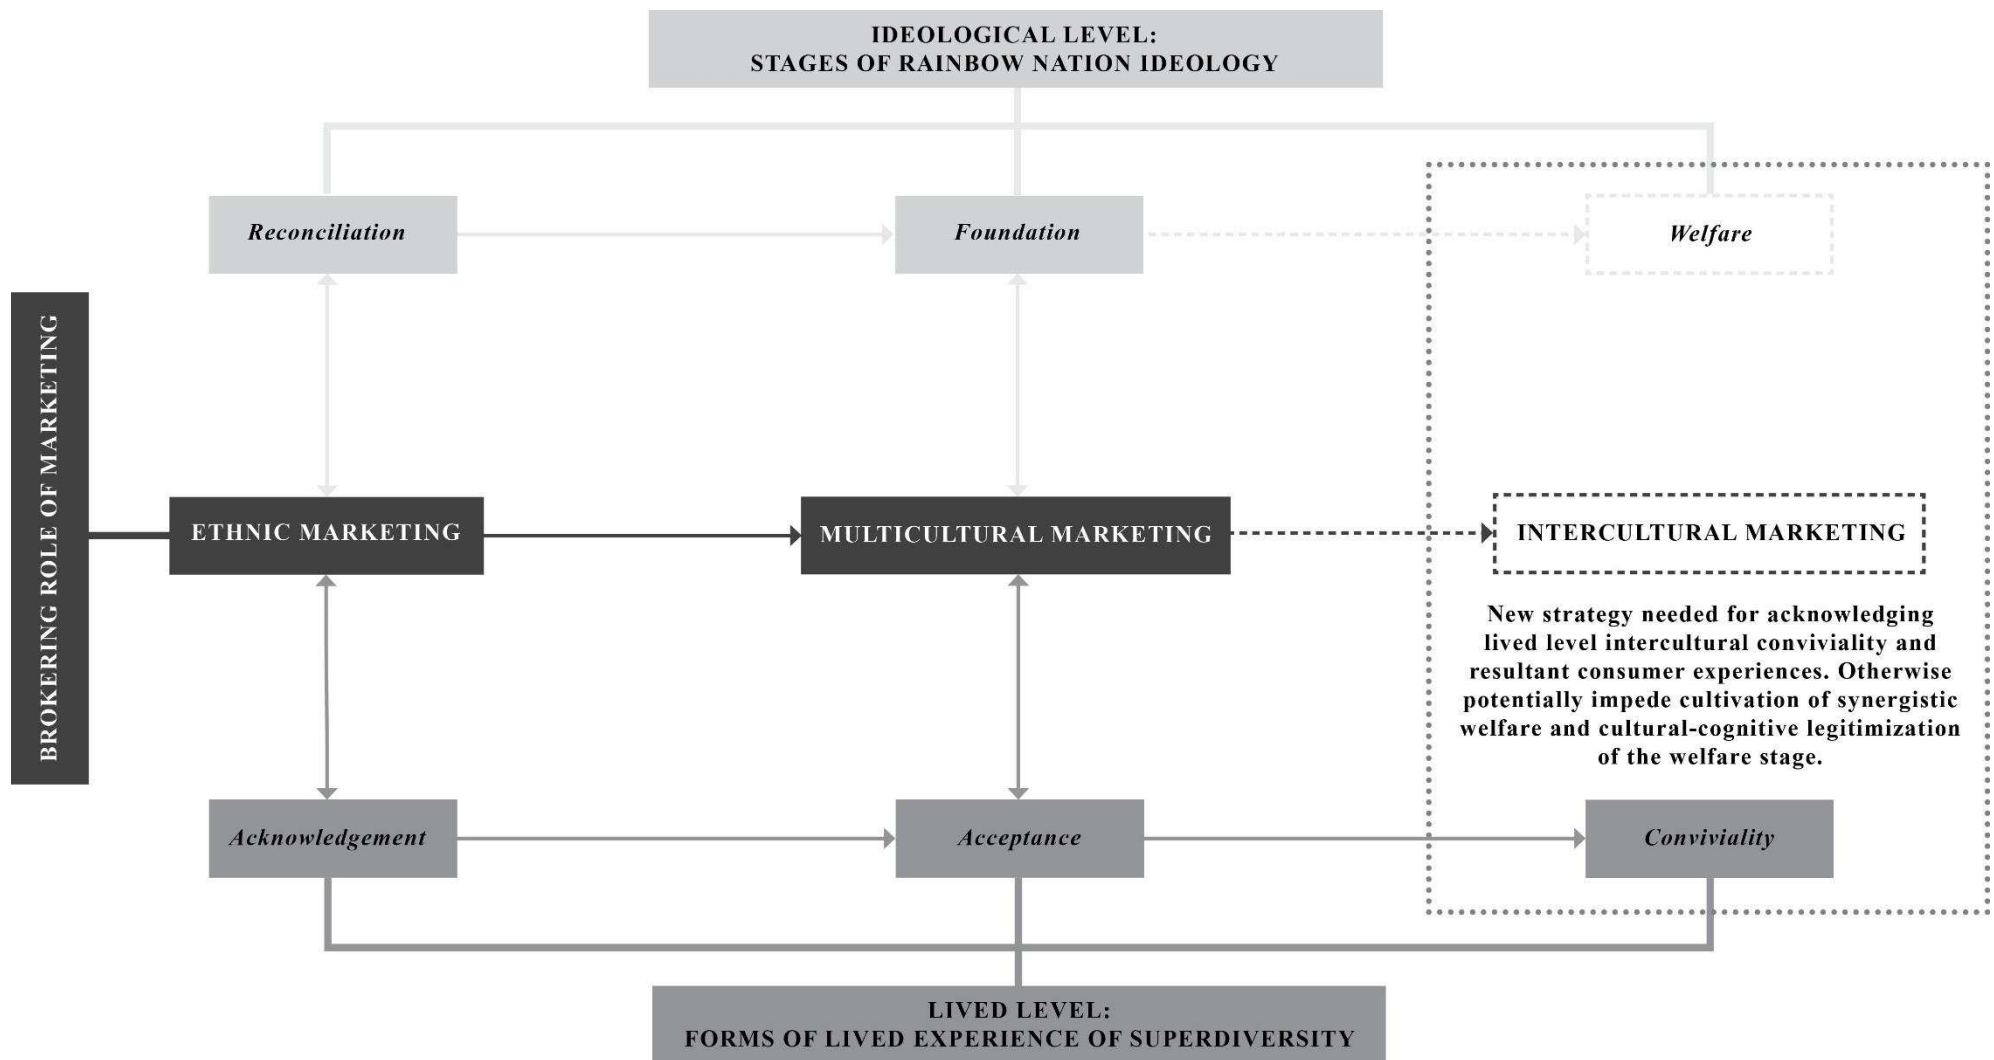 IDEOLOGICAL LEVEL:
STAGES OF RAINBOW NATION IDEOLOGY
Reconciliation
Foundation
Welfare
BROKERING ROLE OF MARKETING
ETHNIC MARKETING
MULTICULTURAL MARKETING
INTERCULTURAL MARKETING
New strategy needed for acknowledging
lived level intercultural conviviality and
resultant consumer experiences. Otherwise
potentially impede cultivation of synergistic
welfare and cultural-cognitive legitimization
of the welfare stage.
Acknowledgement
Acceptance
Conviviality
LIVED LEVEL:
FORMS OF LIVED EXPERIENCE OF SUPERDIVERSITY